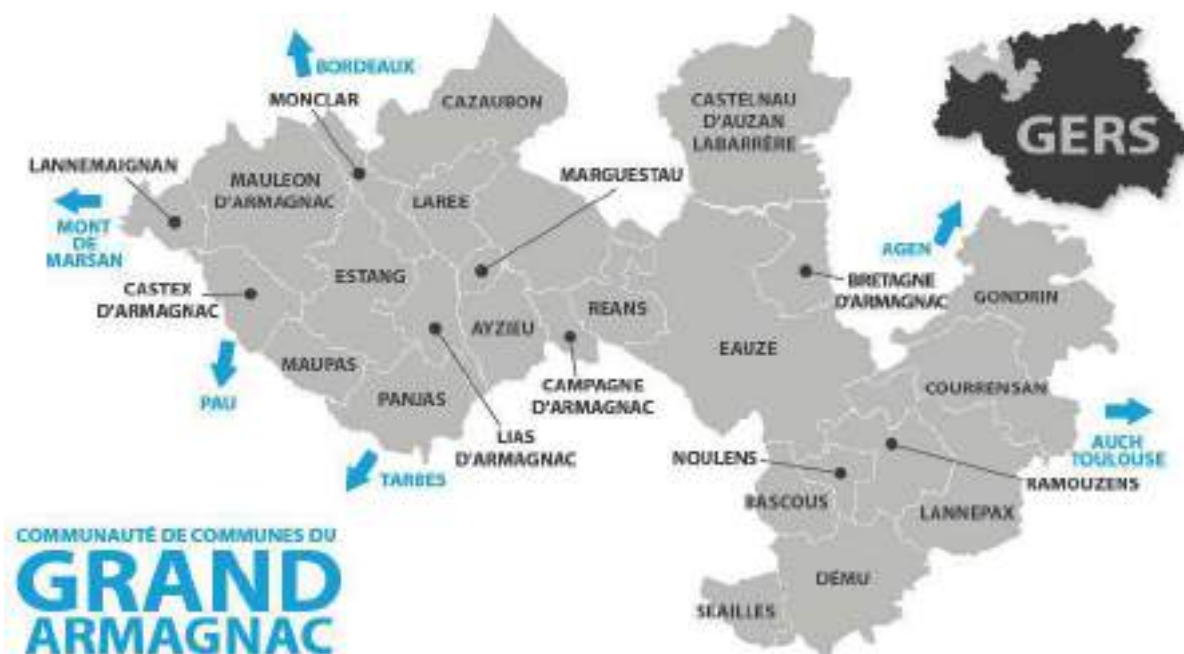 BORDEAUX
MONCLAR
CAZAUBON
CASTELNAU
D'AUZAN
LABARRÈRE
GERS
LANNEMAIGNAN
MAULEON
D'ARMAGNAC
LAREE
MARGUESTAU
MONT
DE
MARSAN
AGEN
ESTANG
BRETAGNE
D'ARMAGNAC
GONDRIN
CASTEX
D'ARMAGNAC
REANS
AYZIEU
EAUZE
MAUPAS
PANJAS
CAMPAGNE
D'ARMAGNAC
COURRENSAN
PAU
LIAS
D'ARMAGNAC
NOULENS
AUCH
TOULOUSE
TARBES
RAMOUZENS
BASCOUS
LANNEPAX
DÉMU
SEAILLES
COMMUNAUTÉ DE COMMUNES DU
GRAND
ARMAGNAC